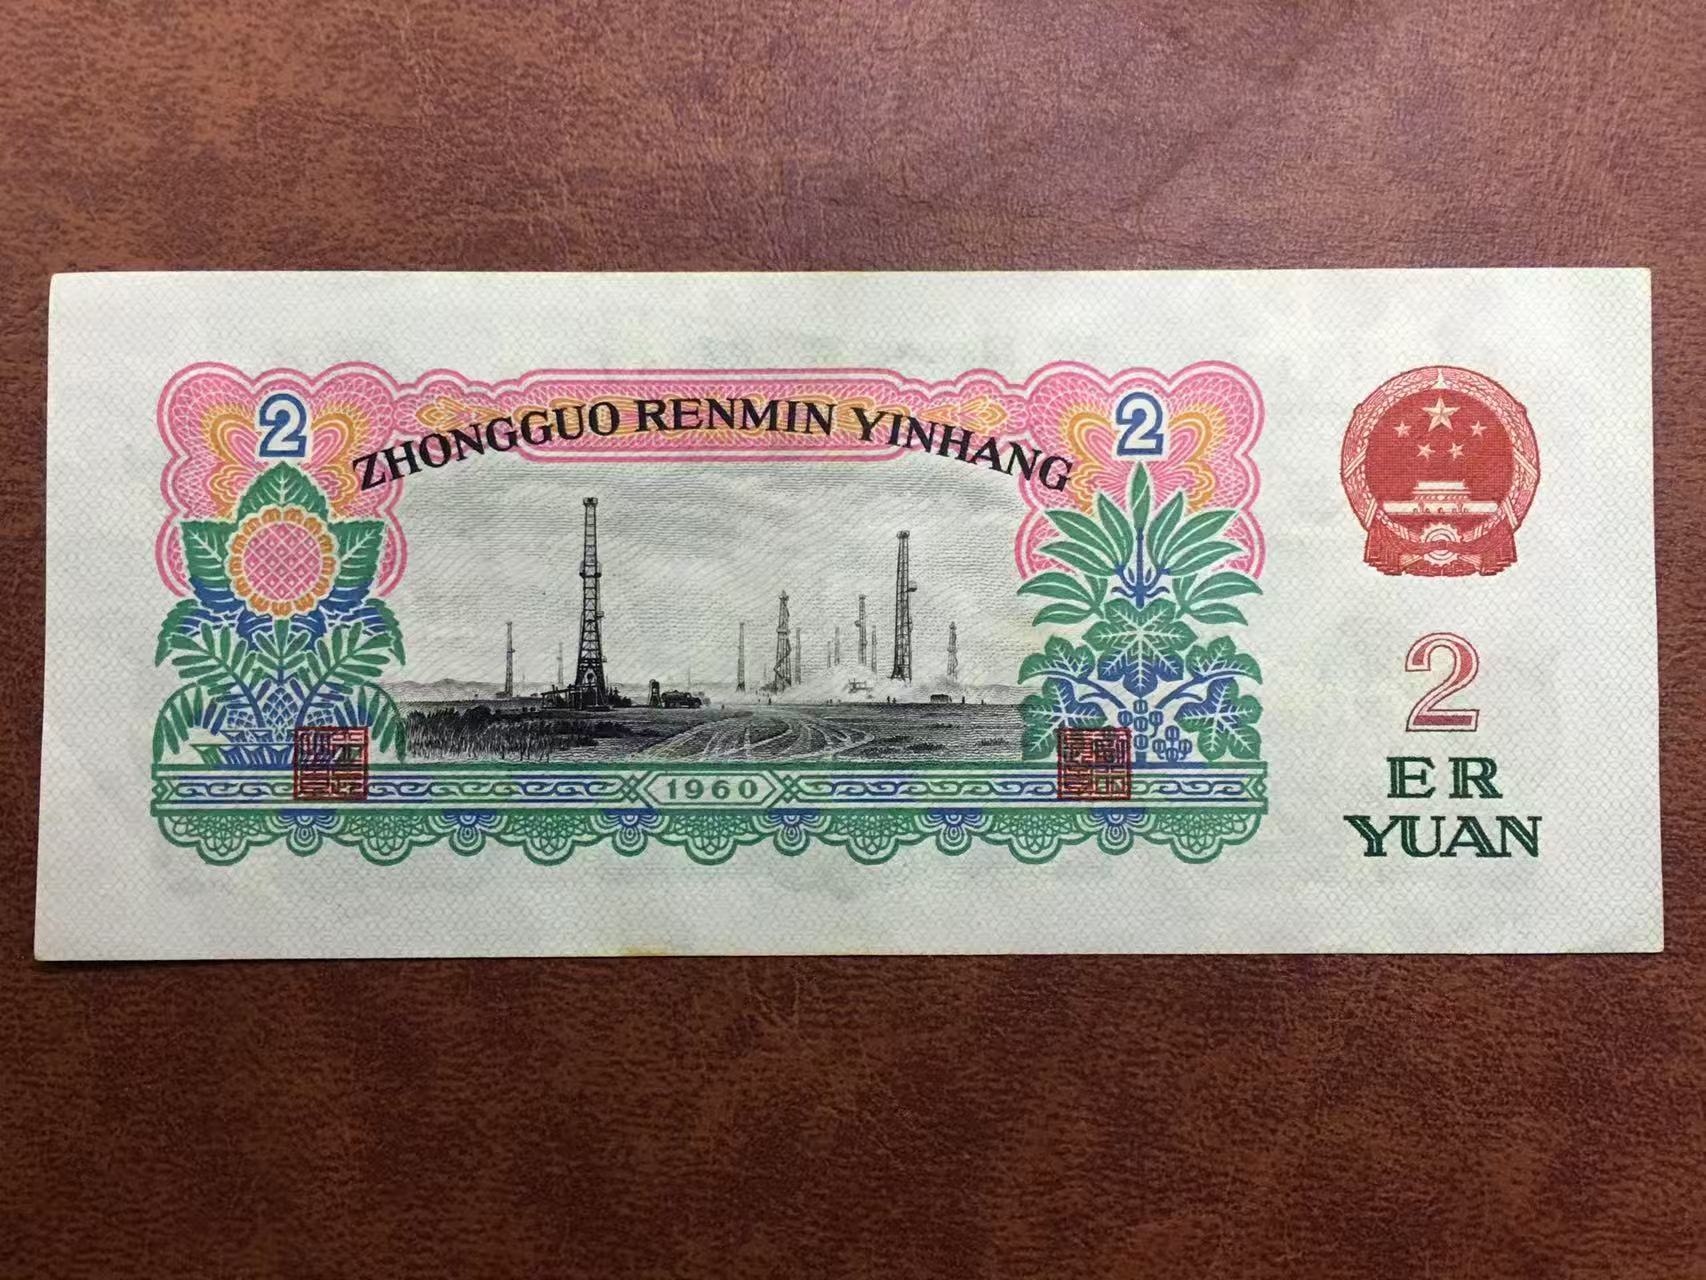 2
2
ZHONGGUO RENMIN YINHANG
1960
2
ER
YUAN